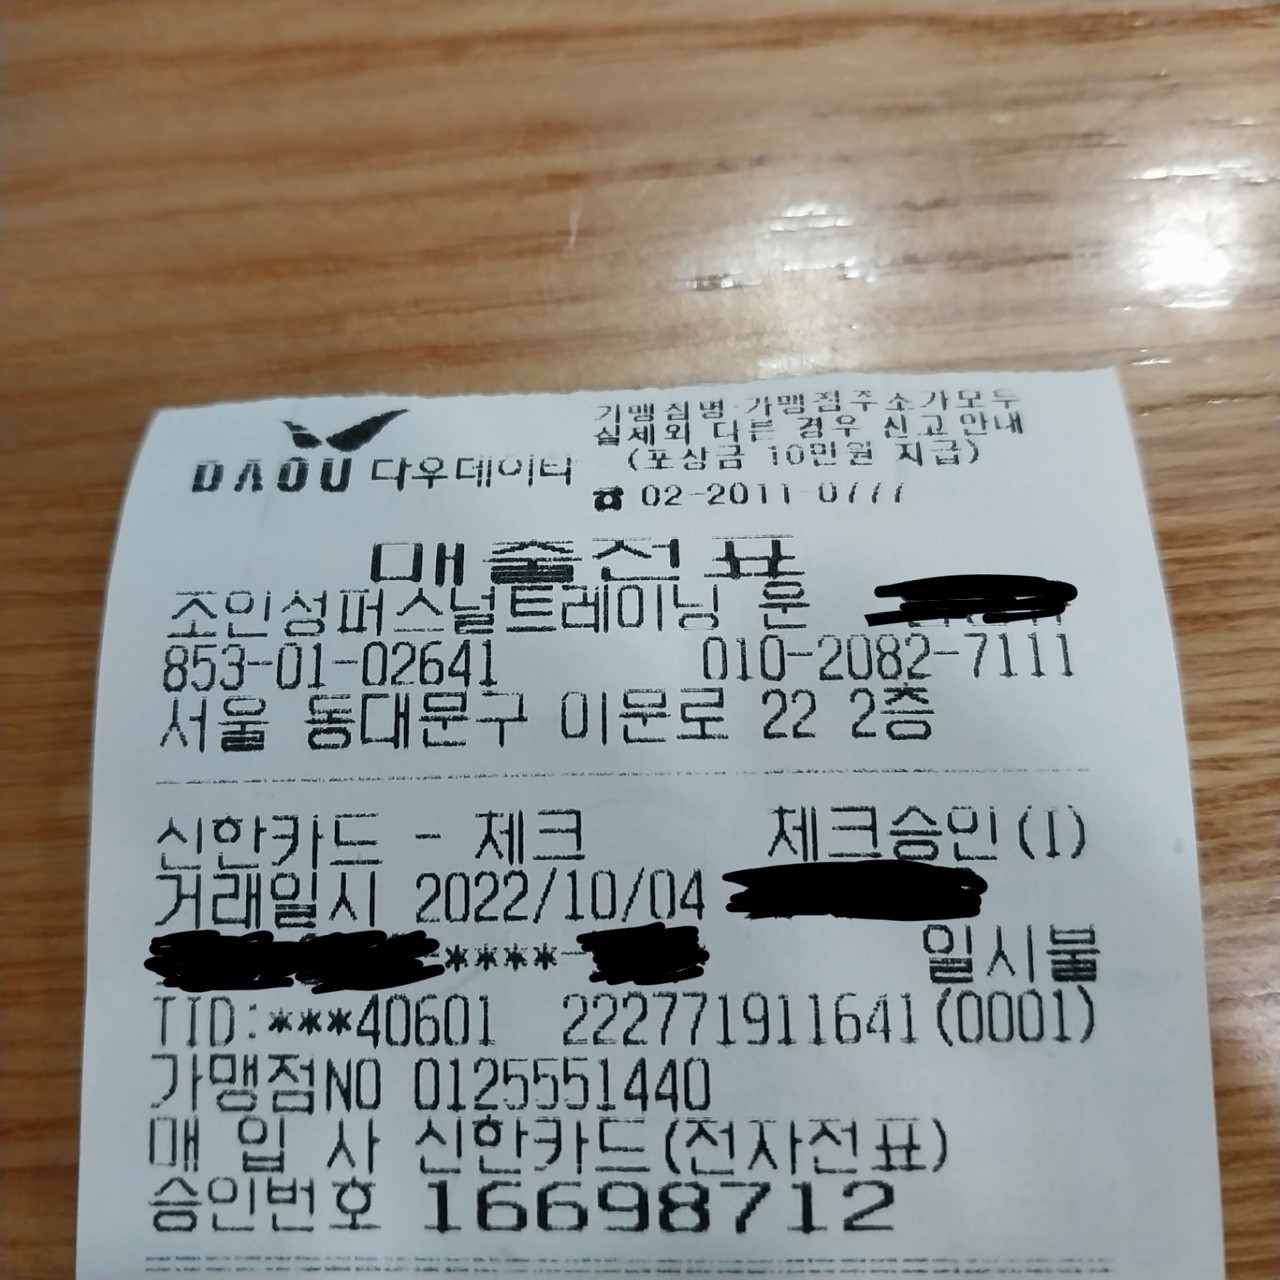 DAOU 다우데이타
가맹점명·가맹점주소가모두
실제와 다른 경우 신고안내
(포상금 10만원 지급)
☎ 02-2011-0777
매출전표
조인성퍼스널트레이닝 운
853-01-02641 010-2082-7111
서울 동대문구 이문로 22 2층
신한카드 - 체크 체크승인(I)
거래일시 2022/10/04
-****- 일시불
TID:***40601 222771911641(0001)
가맹점NO 0125551440
매 입 사 신한카드(전자전표)
승인번호 16698712